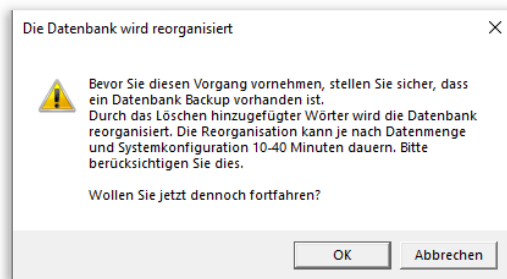 Die Datenbank wird reorganisiert
Bevor Sie diesen Vorgang vornehmen, stellen Sie sicher, dass
ein Datenbank Backup vorhanden ist.
Durch das Löschen hinzugefügter Wörter wird die Datenbank
reorganisiert. Die Reorganisation kann je nach Datenmenge
und Systemkonfiguration 10-40 Minuten dauern. Bitte
berücksichtigen Sie dies.
Wollen Sie jetzt dennoch fortfahren?
OK Abbrechen